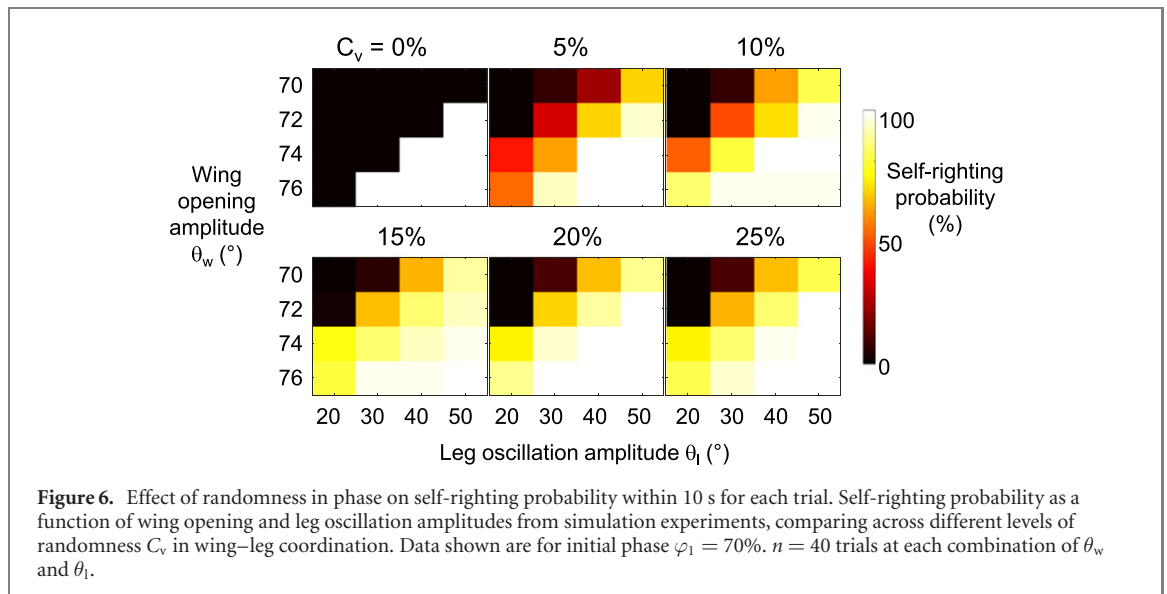 C_v = 0% 5% 10%
70
72
74
76
Wing
opening
amplitude
θ_w (°)
100
50
0
Self-righting
probability
(%)
15% 20% 25%
70
72
74
76
20 30 40 50 20 30 40 50 20 30 40 50
Leg oscillation amplitude θ_l (°)
Figure 6. Effect of randomness in phase on self-righting probability within 10 s for each trial. Self-righting probability as a
function of wing opening and leg oscillation amplitudes from simulation experiments, comparing across different levels of
randomness C_v in wing–leg coordination. Data shown are for initial phase φ_1 = 70%. n = 40 trials at each combination of θ_w
and θ_l.